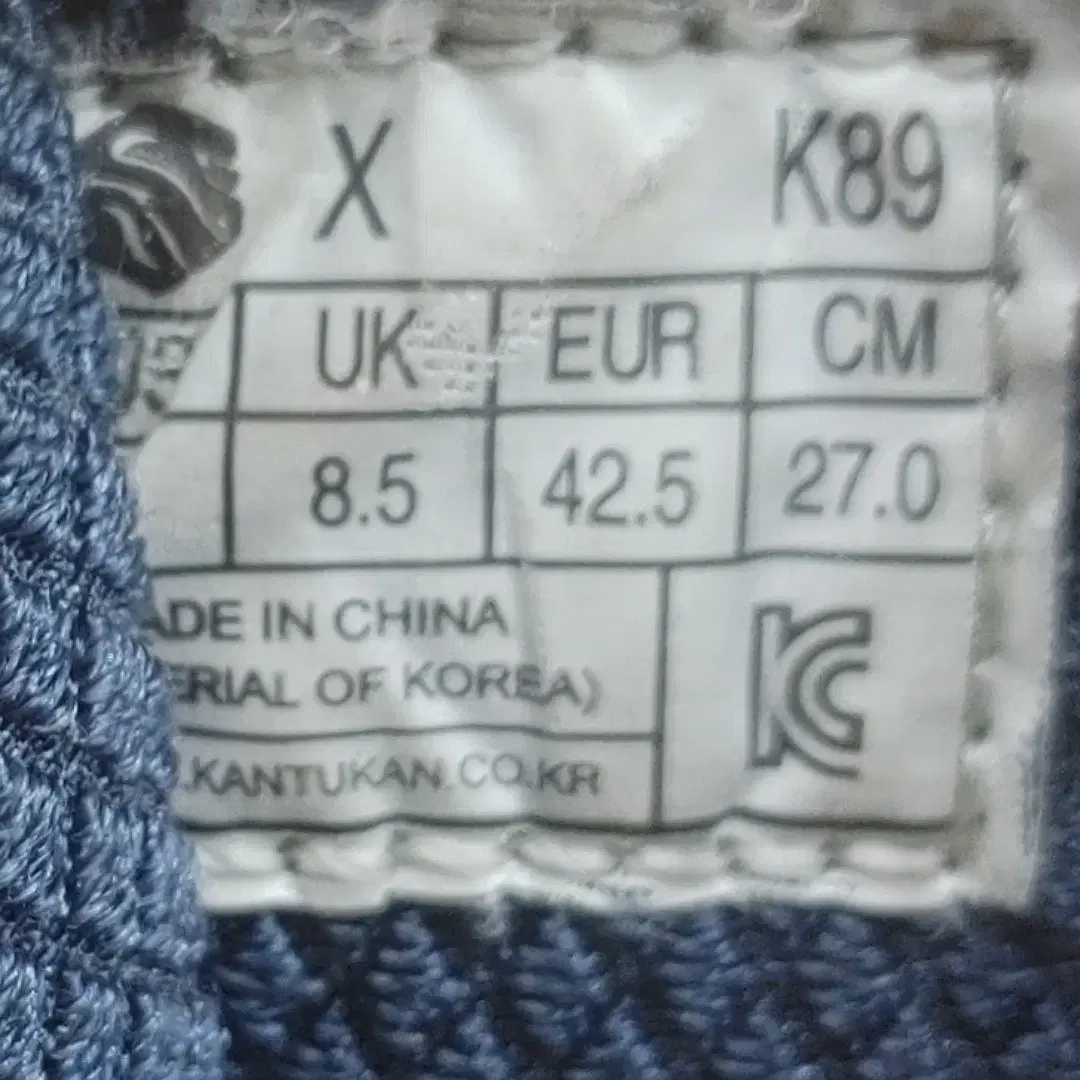 X K89
UK EUR CM
8.5 42.5 27.0
ADE IN CHINA
ERIAL OF KOREA)
.KANTUKAN.CO.KR
KC